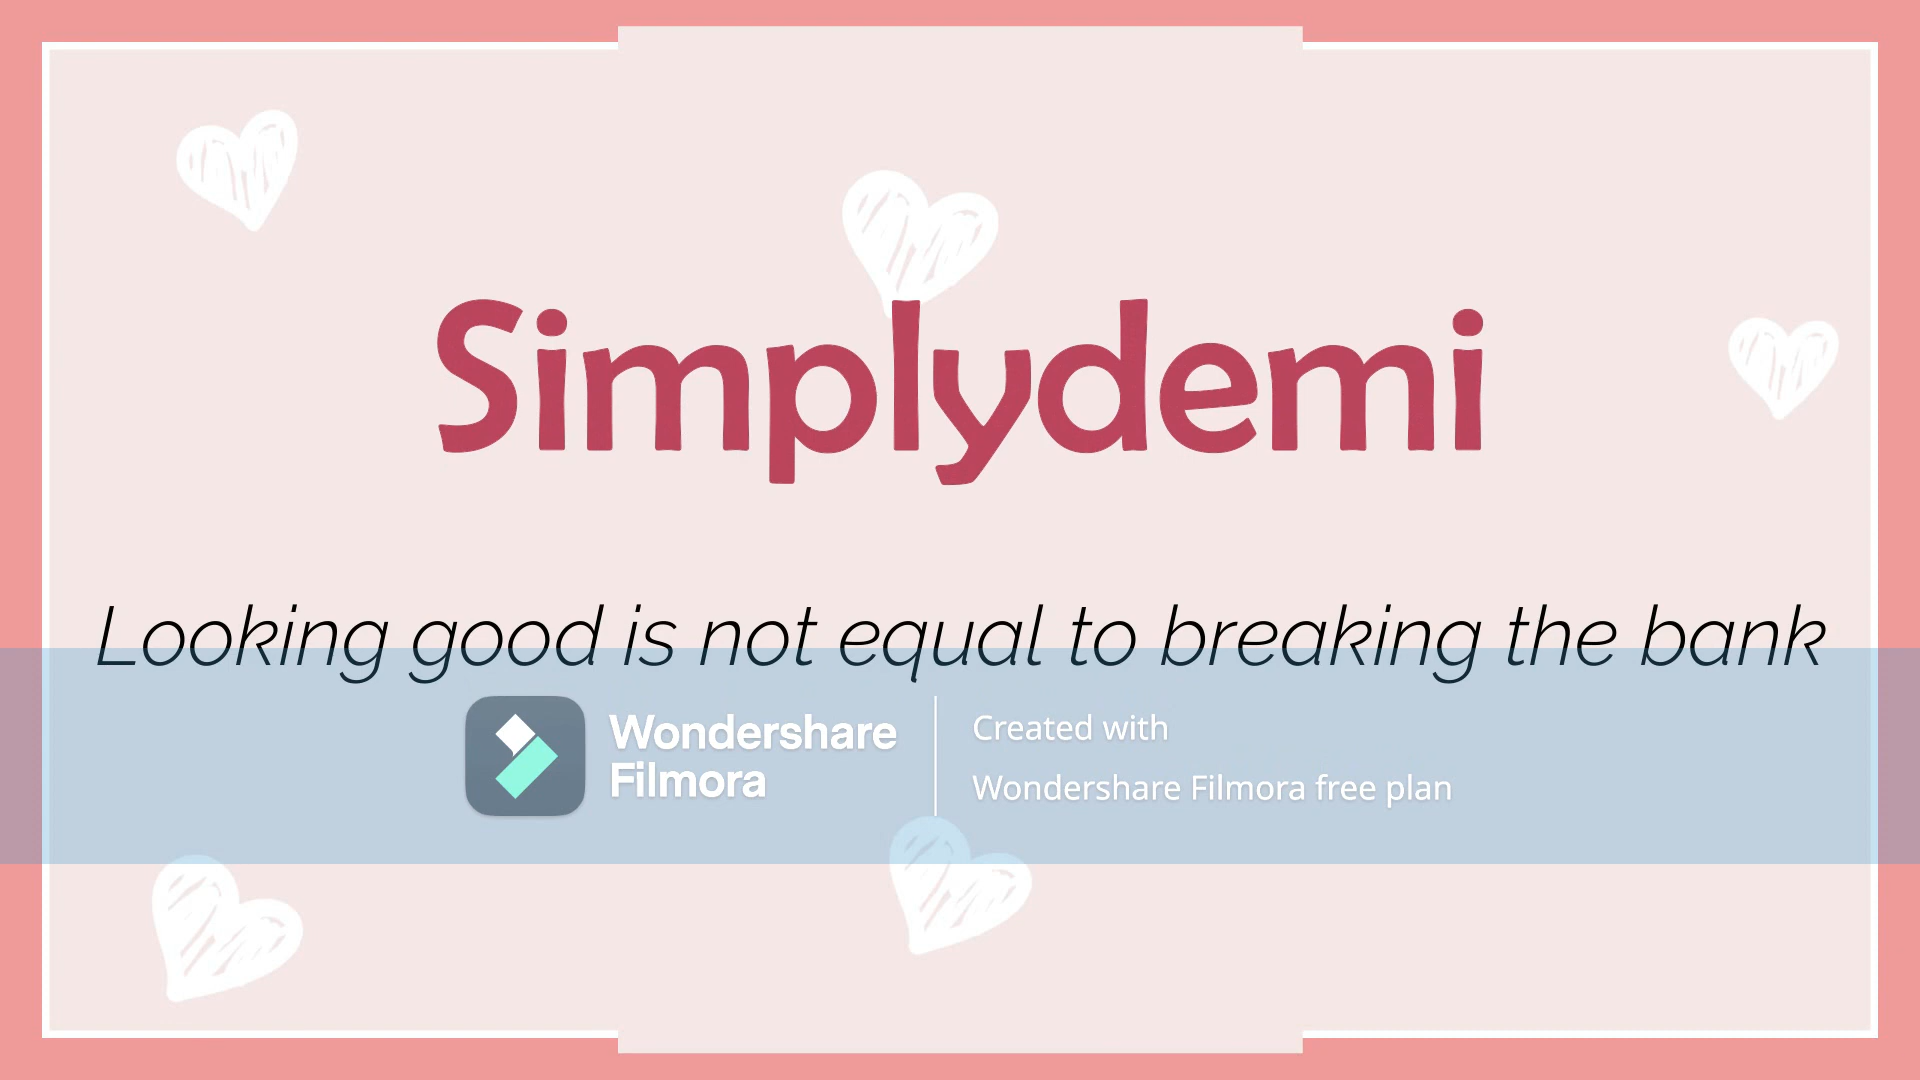 Simplydemi
Looking good is not equal to breaking the bank
Wondershare
Filmora
Created with
Wondershare Filmora free plan